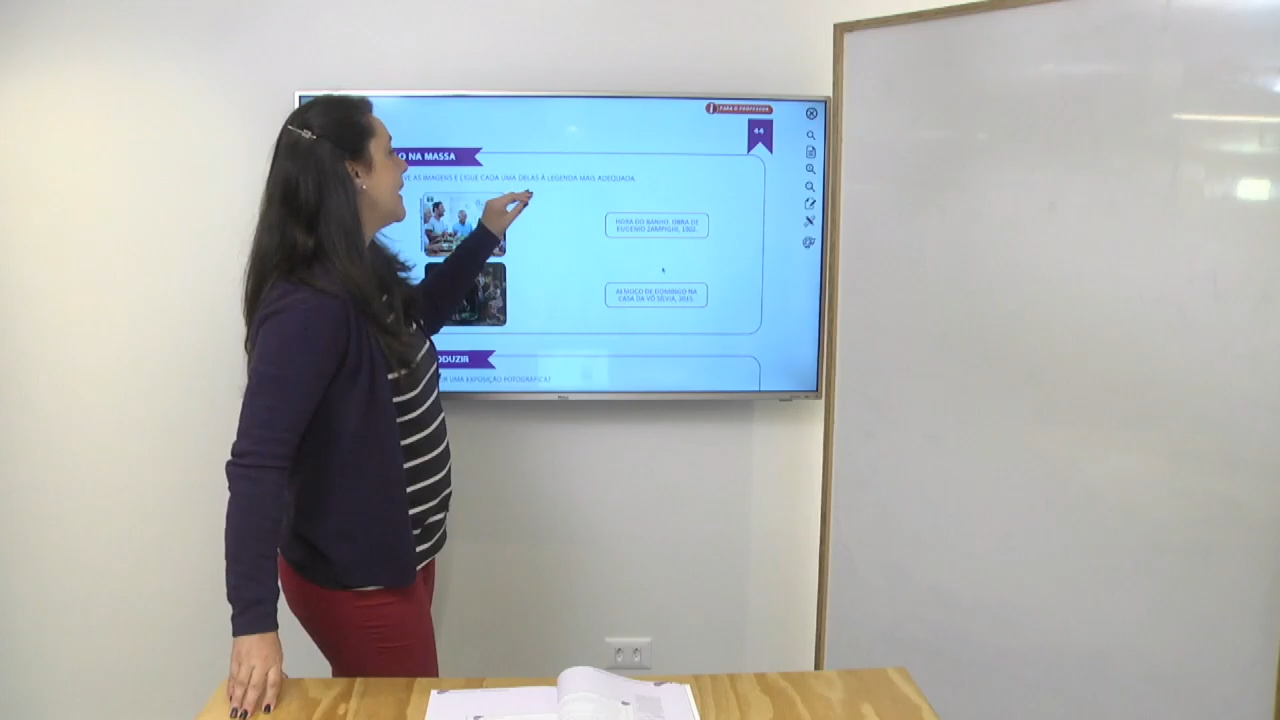 PARA O PROFESSOR
44
ÃO NA MASSA
VE AS IMAGENS E LIGUE CADA UMA DELAS À LEGENDA MAIS ADEQUADA.
HORA DO BANHO, OBRA DE
EUGENIO ZAMPIGHI, 1902.
ALMOÇO DE DOMINGO NA
CASA DA VÓ SÍLVIA, 2015.
ODUZIR
UMA EXPOSIÇÃO FOTOGRÁFICA?